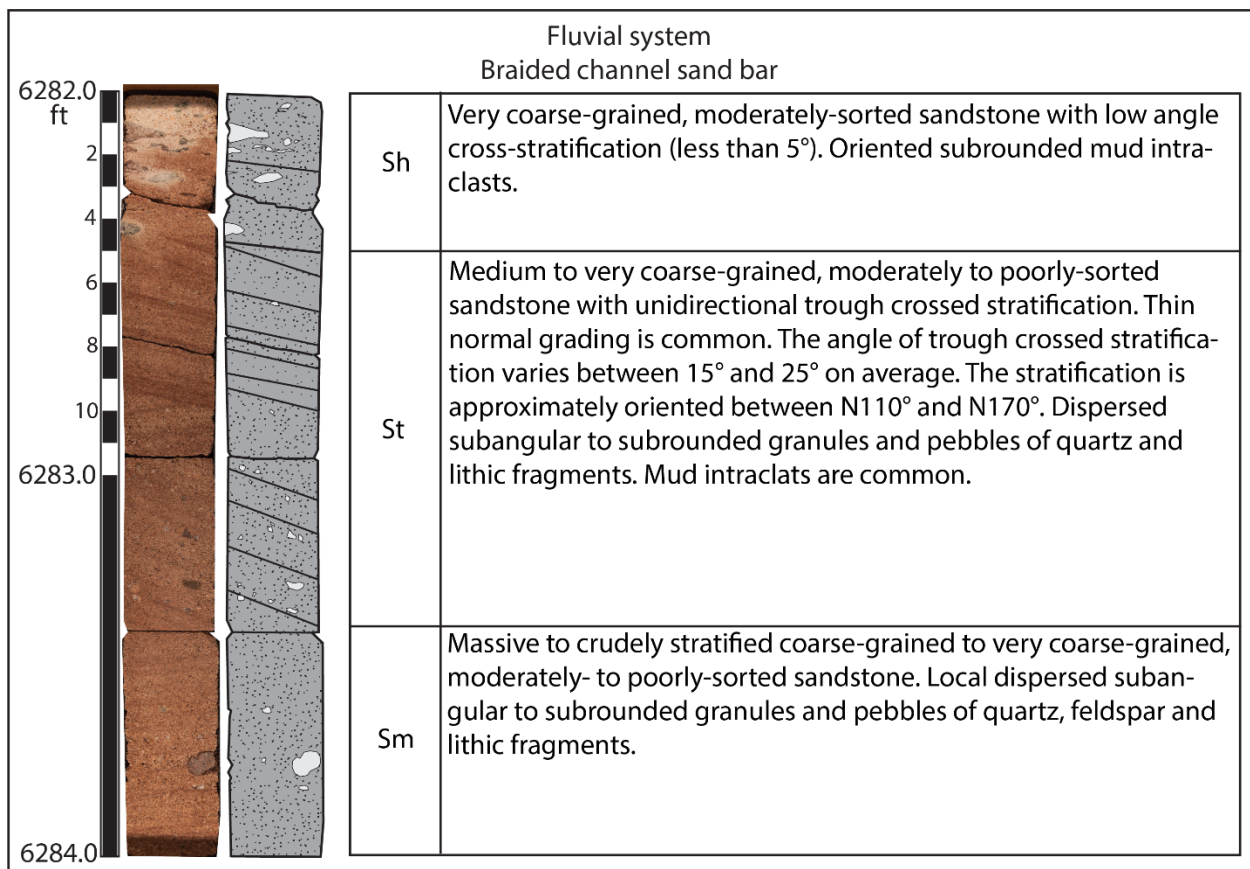 Fluvial system
Braided channel sand bar
6282.0
ft
2
4
6
8
10
6283.0
6284.0
Sh
Very coarse-grained, moderately-sorted sandstone with low angle
cross-stratification (less than 5°). Oriented subrounded mud intra-
clasts.
St
Medium to very coarse-grained, moderately to poorly-sorted
sandstone with unidirectional trough crossed stratification. Thin
normal grading is common. The angle of trough crossed stratifica-
tion varies between 15° and 25° on average. The stratification is
approximately oriented between N110° and N170°. Dispersed
subangular to subrounded granules and pebbles of quartz and
lithic fragments. Mud intraclats are common.
Sm
Massive to crudely stratified coarse-grained to very coarse-grained,
moderately- to poorly-sorted sandstone. Local dispersed suban-
gular to subrounded granules and pebbles of quartz, feldspar and
lithic fragments.